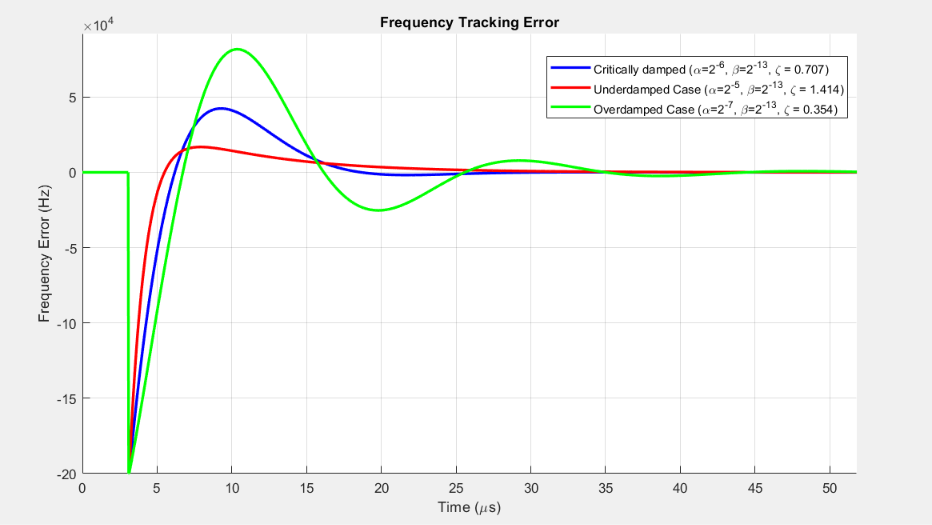 Frequency Tracking Error
×10⁴
Critically damped (α=2⁻⁶, β=2⁻¹³, ζ = 0.707)
Underdamped Case (α=2⁻⁵, β=2⁻¹³, ζ = 1.414)
Overdamped Case (α=2⁻⁷, β=2⁻¹³, ζ = 0.354)
5
0
-5
-10
-15
-20
Frequency Error (Hz)
0 5 10 15 20 25 30 35 40 45 50
Time (μs)